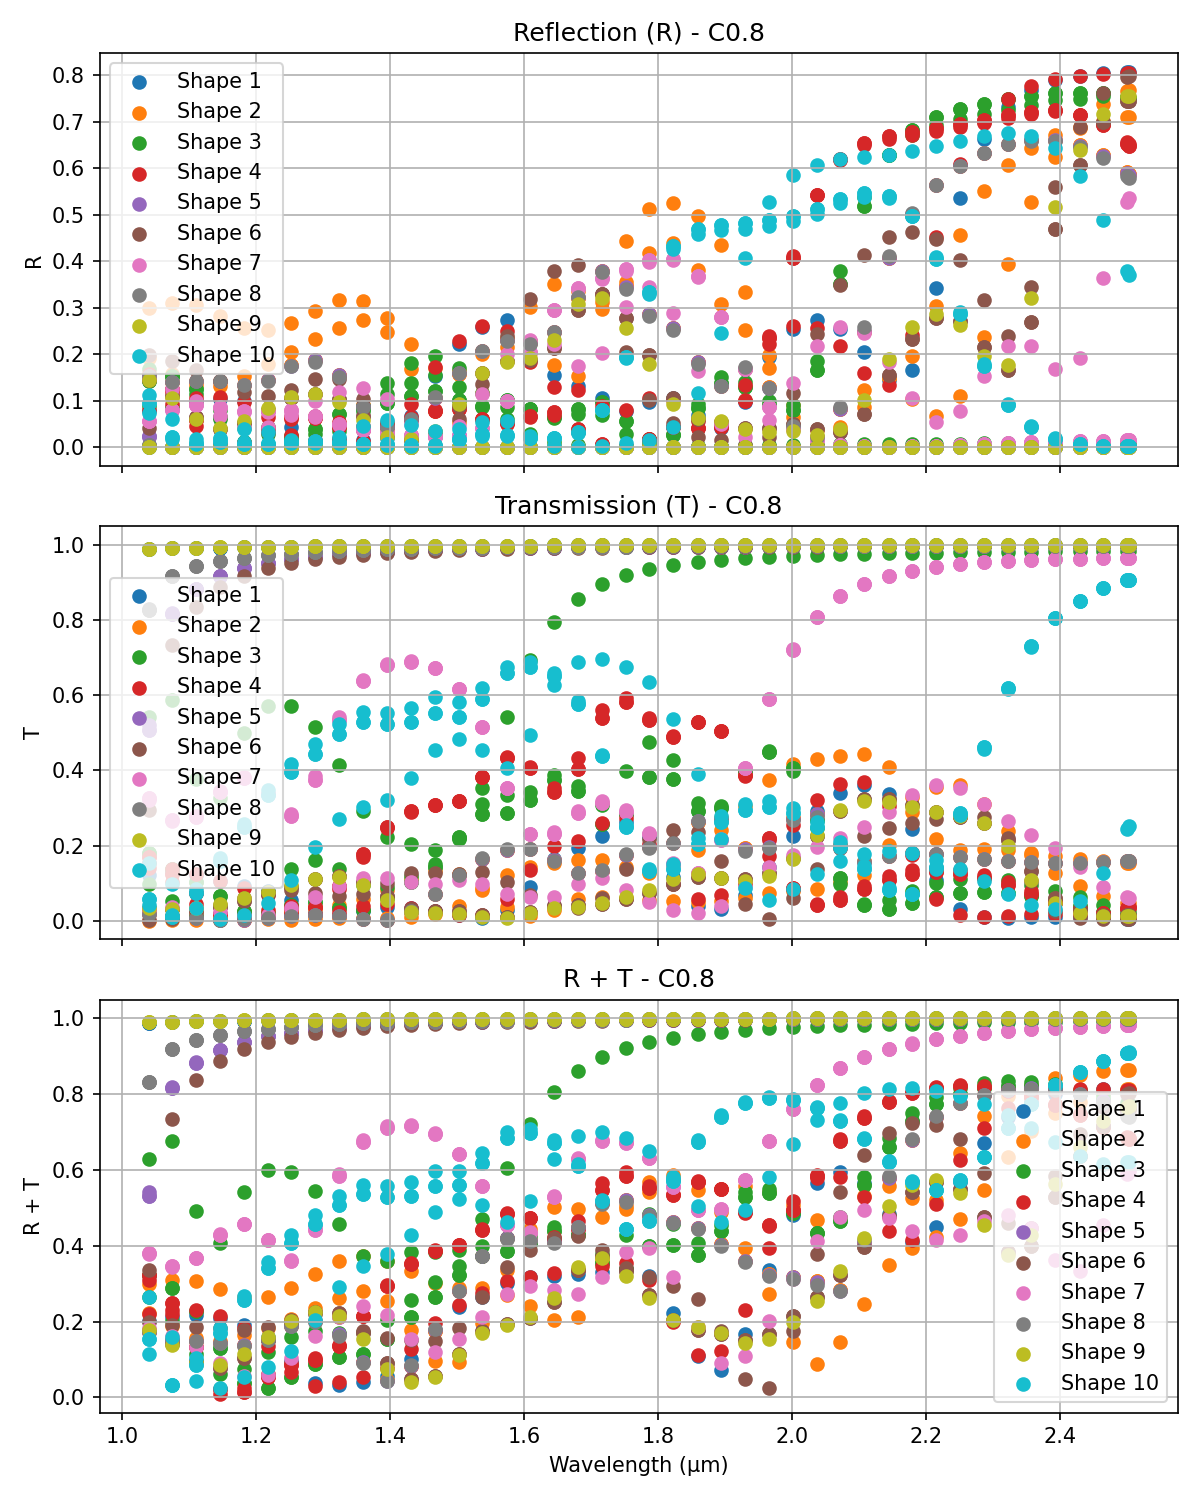 Reflection (R) - C0.8
0.8
0.7
0.6
0.5
0.4
0.3
0.2
0.1
0.0
R
Shape 1
Shape 2
Shape 3
Shape 4
Shape 5
Shape 6
Shape 7
Shape 8
Shape 9
Shape 10
Transmission (T) - C0.8
1.0
0.8
0.6
0.4
0.2
0.0
T
Shape 1
Shape 2
Shape 3
Shape 4
Shape 5
Shape 6
Shape 7
Shape 8
Shape 9
Shape 10
R + T - C0.8
1.0
0.8
0.6
0.4
0.2
0.0
R + T
Shape 1
Shape 2
Shape 3
Shape 4
Shape 5
Shape 6
Shape 7
Shape 8
Shape 9
Shape 10
1.0 1.2 1.4 1.6 1.8 2.0 2.2 2.4
Wavelength (μm)